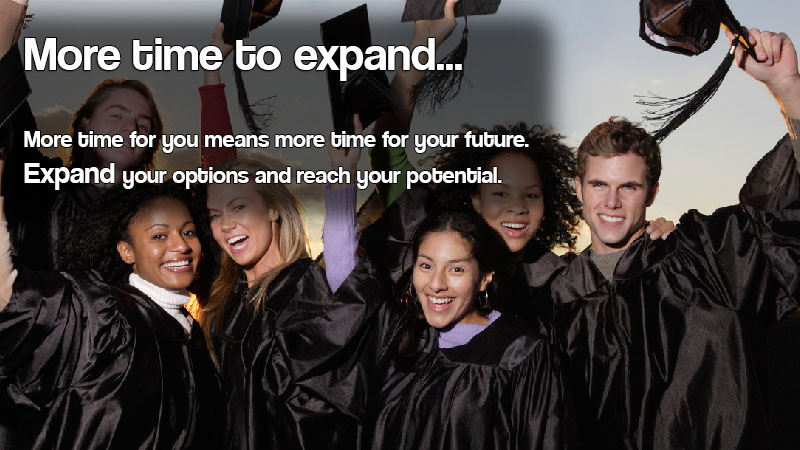 More time to expand...
More time for you means more time for your future.
Expand your options and reach your potential.